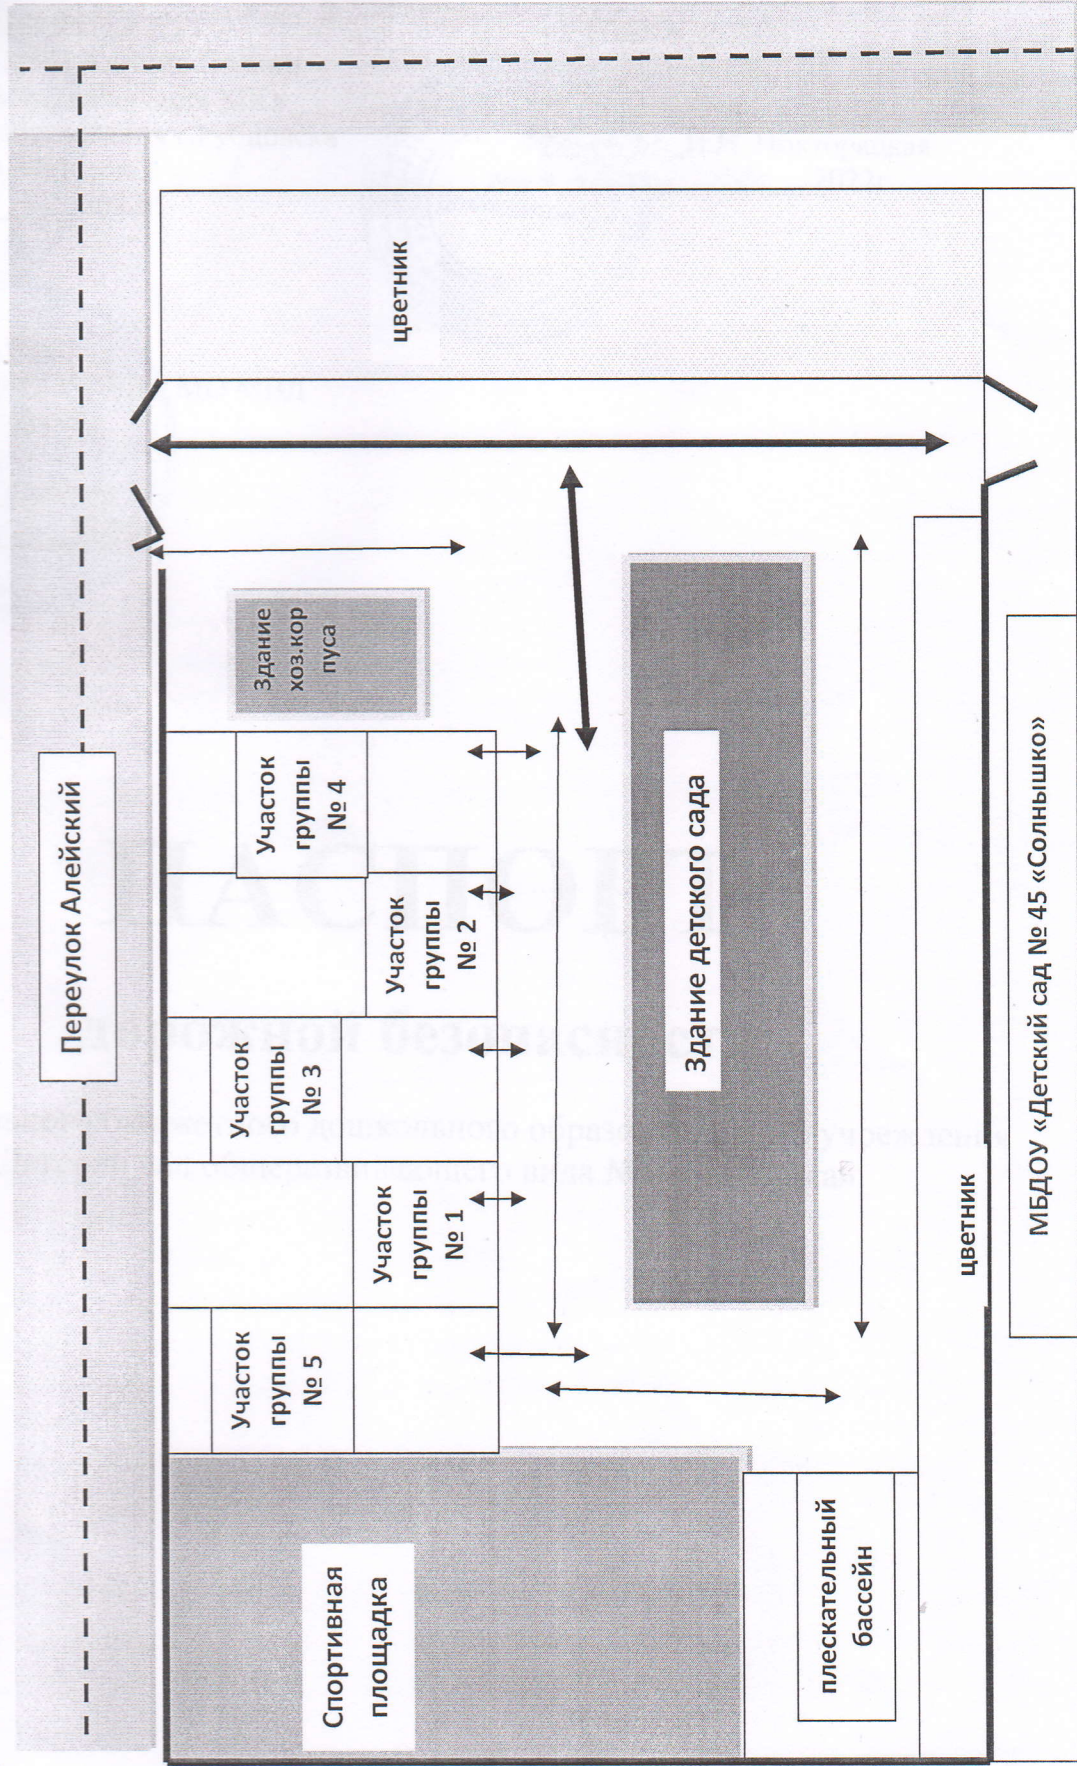 Переулок Алейский
цветник
Здание
хоз.кор
пуса
Участок
группы
№ 4
Участок
группы
№ 2
Участок
группы
№ 3
Участок
группы
№ 1
Участок
группы
№ 5
Спортивная
площадка
Здание детского сада
плескательный
бассейн
цветник
МБДОУ «Детский сад № 45 «Солнышко»